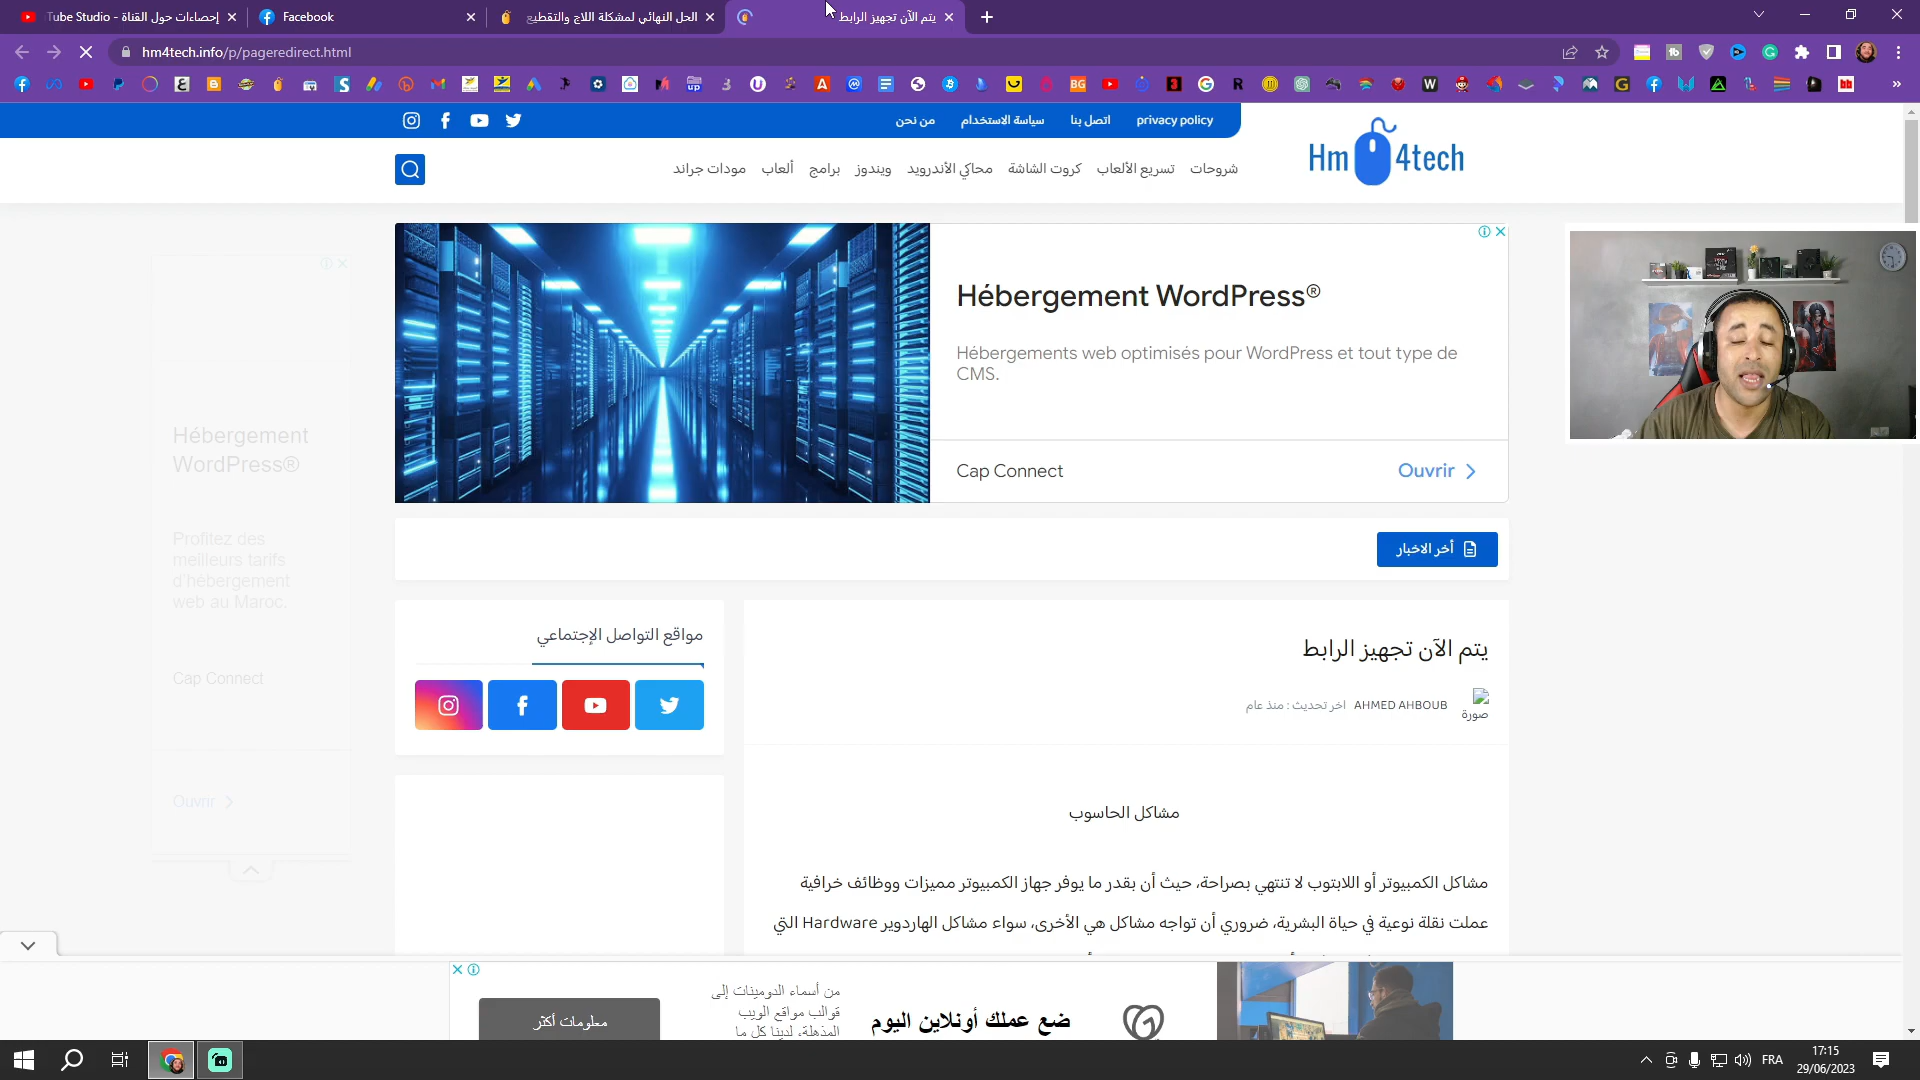 إحصاءات حول القناة - Tube Studio
Facebook
الحل النهائي لمشكلة اللاج والتقطيع
يتم الآن تجهيز الرابط
hm4tech.info/p/pageredirect.html
من نحن
سياسة الاستخدام
اتصل بنا
privacy policy
Hm 4tech
شروحات
تسريع الألعاب
كروت الشاشة
محاكي الأندرويد
ويندوز
برامج
ألعاب
مودات جراند
Hébergement WordPress®
Hébergements web optimisés pour WordPress et tout type de
CMS.
Cap Connect
Ouvrir
Hébergement
WordPress®
Profitez des
meilleurs tarifs
d'hébergement
web au Maroc.
Cap Connect
Ouvrir
أخر الاخبار
مواقع التواصل الإجتماعي
يتم الآن تجهيز الرابط
صورة
AHMED AHBOUB
اخر تحديث : منذ عام
مشاكل الحاسوب
مشاكل الكمبيوتر أو اللابتوب لا تنتهي بصراحة، حيث أن بقدر ما يوفر جهاز الكمبيوتر مميزات ووظائف خرافية
عملت نقلة نوعية في حياة البشرية، ضروري أن تواجه مشاكل هي الأخرى، سواء مشاكل الهاردوير Hardware التي
ضع عملك أونلاين اليوم
من أسماء الدومينات إلى
قوالب مواقع الويب
المذهلة، لدينا كل ما
معلومات أكثر
FRA
17:15
29/06/2023